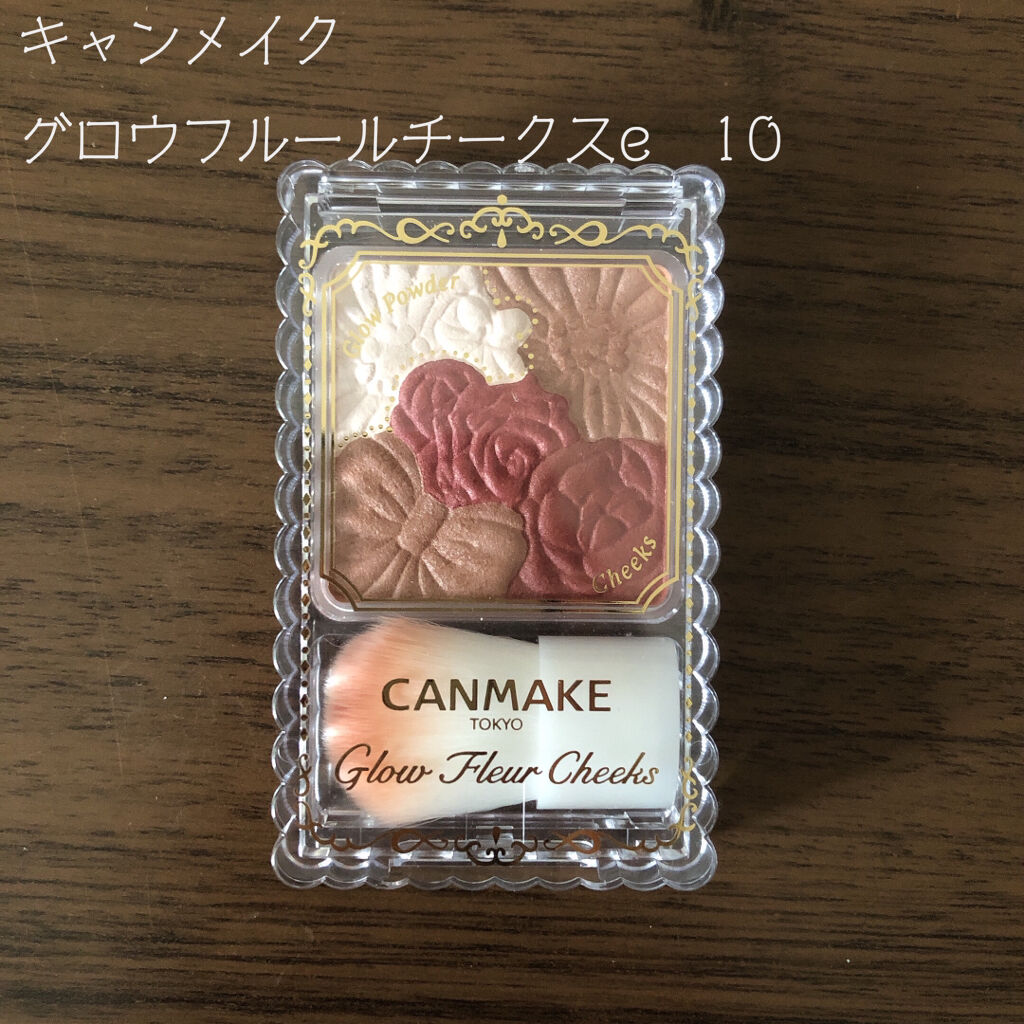 キャンメイク
グロウフルールチークスe 10
Glow Powder
Cheeks
CANMAKE
TOKYO
Glow Fleur Cheeks